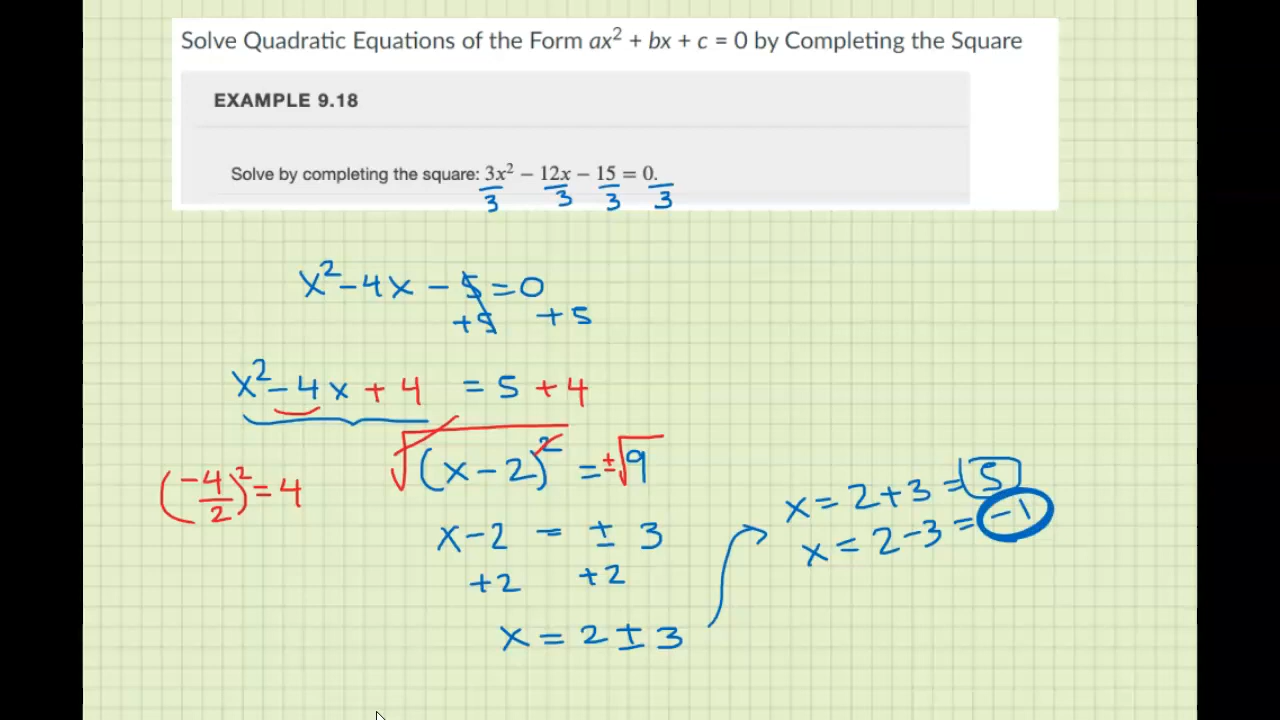 Solve Quadratic Equations of the Form ax² + bx + c = 0 by Completing the Square
EXAMPLE 9.18
Solve by completing the square: 3x² − 12x − 15 = 0.
3 3 3 3
x² − 4x − 5 = 0
+5 +5
x² − 4x + 4 = 5 + 4
√(x − 2)² = ±√9
(−4/2)² = 4
x − 2 = ± 3
+2 +2
x = 2 ± 3
x = 2 + 3 = 5
x = 2 − 3 = −1